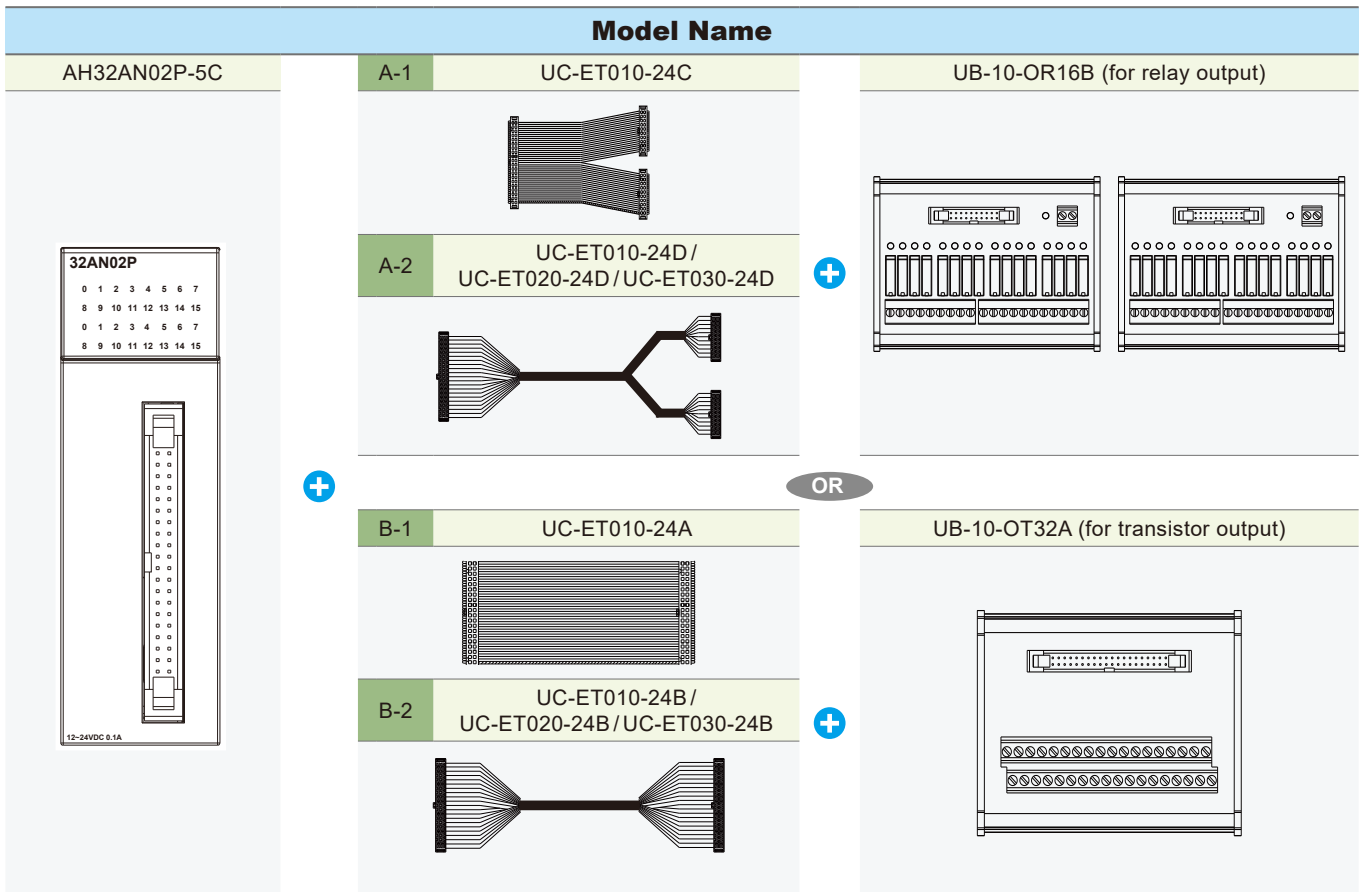 Model Name
AH32AN02P-5C
32AN02P
0 1 2 3 4 5 6 7
8 9 10 11 12 13 14 15
0 1 2 3 4 5 6 7
8 9 10 11 12 13 14 15
12~24VDC 0.1A
A-1 UC-ET010-24C
A-2 UC-ET010-24D/
UC-ET020-24D/UC-ET030-24D
UB-10-OR16B (for relay output)
OR
B-1 UC-ET010-24A
B-2 UC-ET010-24B/
UC-ET020-24B/UC-ET030-24B
UB-10-OT32A (for transistor output)